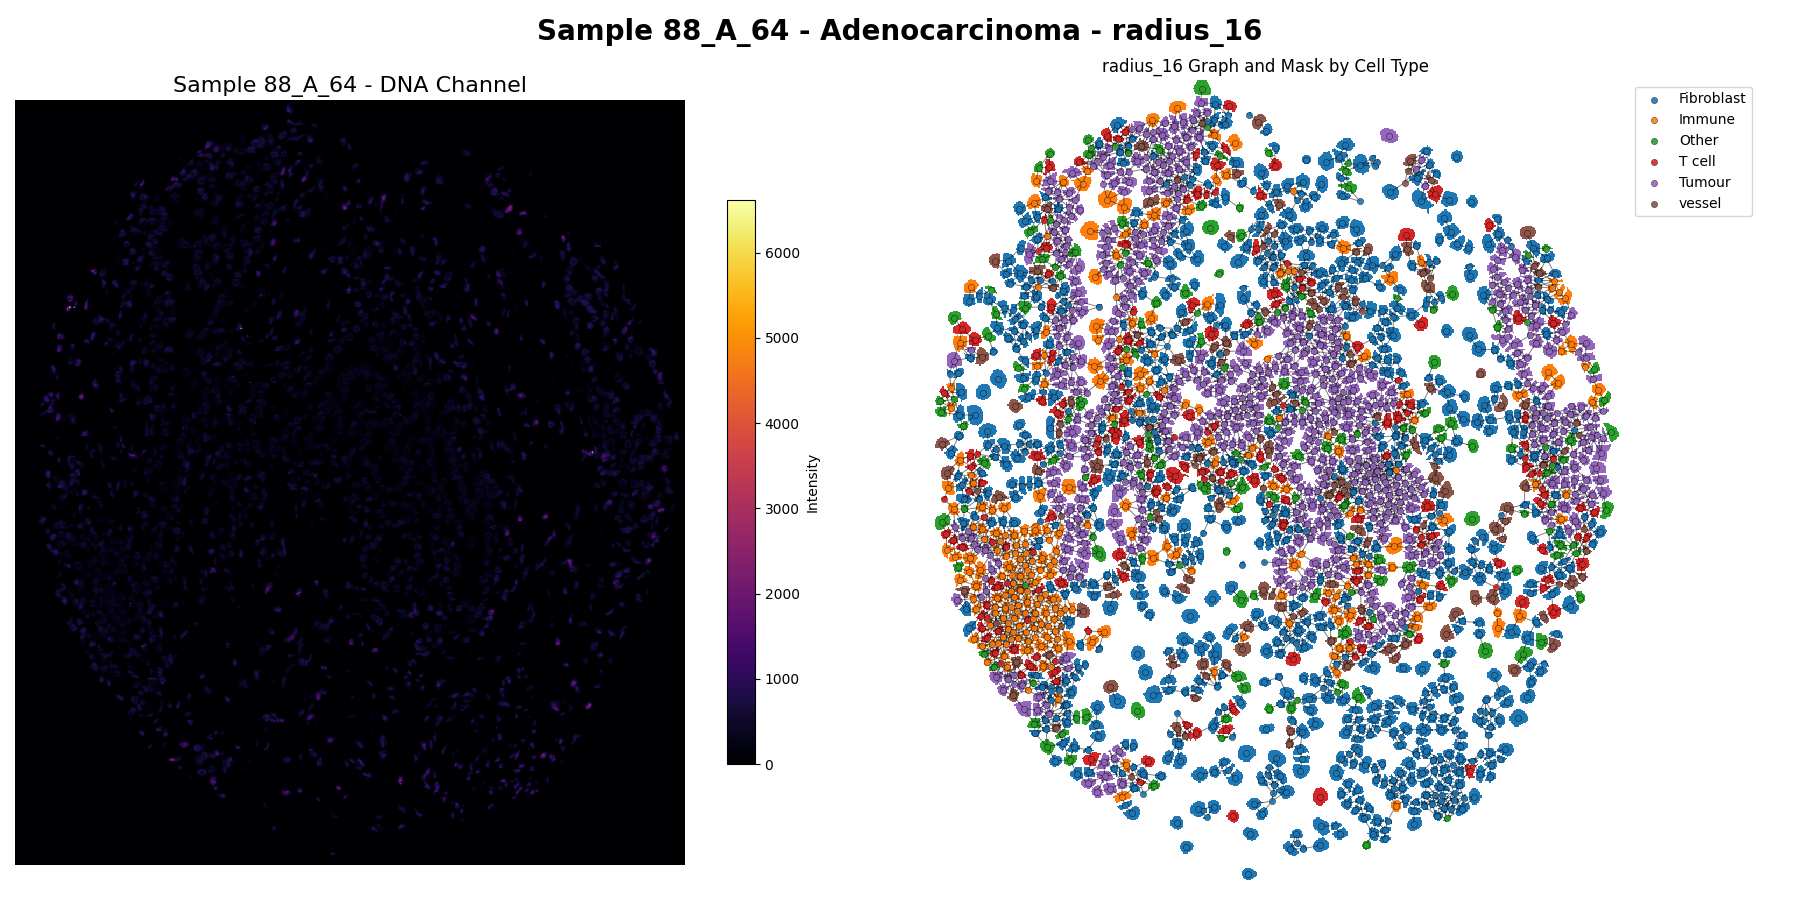 Sample 88_A_64 - Adenocarcinoma - radius_16
Sample 88_A_64 - DNA Channel
6000
5000
4000
3000
2000
1000
0
Intensity
radius_16 Graph and Mask by Cell Type
Fibroblast
Immune
Other
T cell
Tumour
vessel